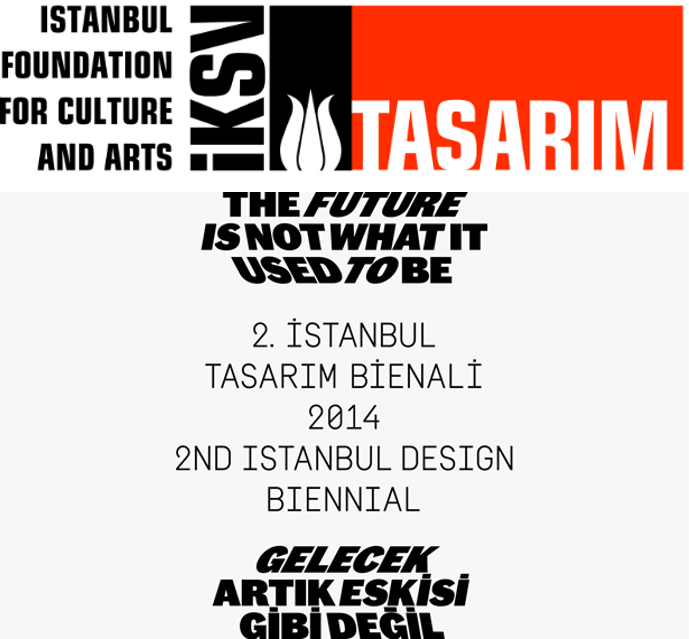 ISTANBUL
FOUNDATION
FOR CULTURE
AND ARTS
İKSV
TASARIM
THE FUTURE
IS NOT WHAT IT
USED TO BE
2. İSTANBUL
TASARIM BİENALİ
2014
2ND ISTANBUL DESIGN
BIENNIAL
GELECEK
ARTIK ESKİSİ
GİBİ DEĞİL